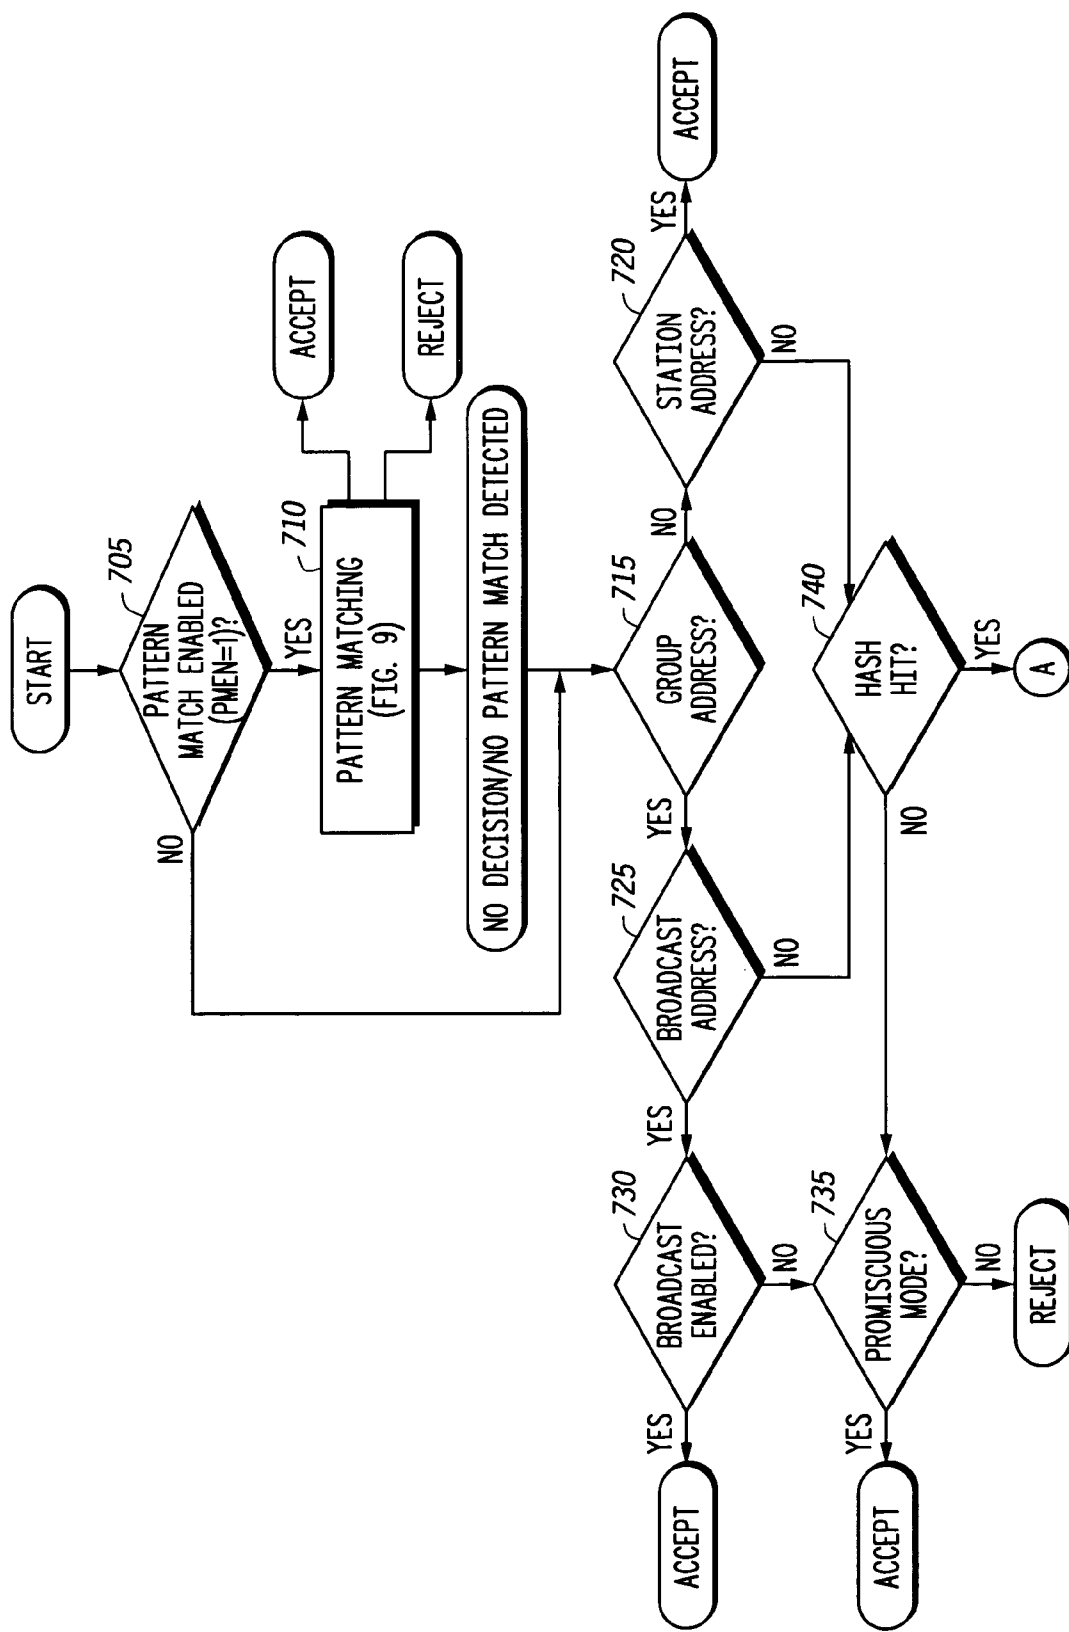 START
705
PATTERN
MATCH ENABLED
(PMEN=1)?
NO
YES
710
PATTERN MATCHING
(FIG. 9)
ACCEPT
REJECT
NO DECISION/NO PATTERN MATCH DETECTED
715
GROUP
ADDRESS?
YES
NO
720
STATION
ADDRESS?
YES
ACCEPT
NO
725
BROADCAST
ADDRESS?
YES
NO
730
BROADCAST
ENABLED?
YES
ACCEPT
NO
735
PROMISCUOUS
MODE?
YES
ACCEPT
NO
REJECT
740
HASH
HIT?
NO
YES
A